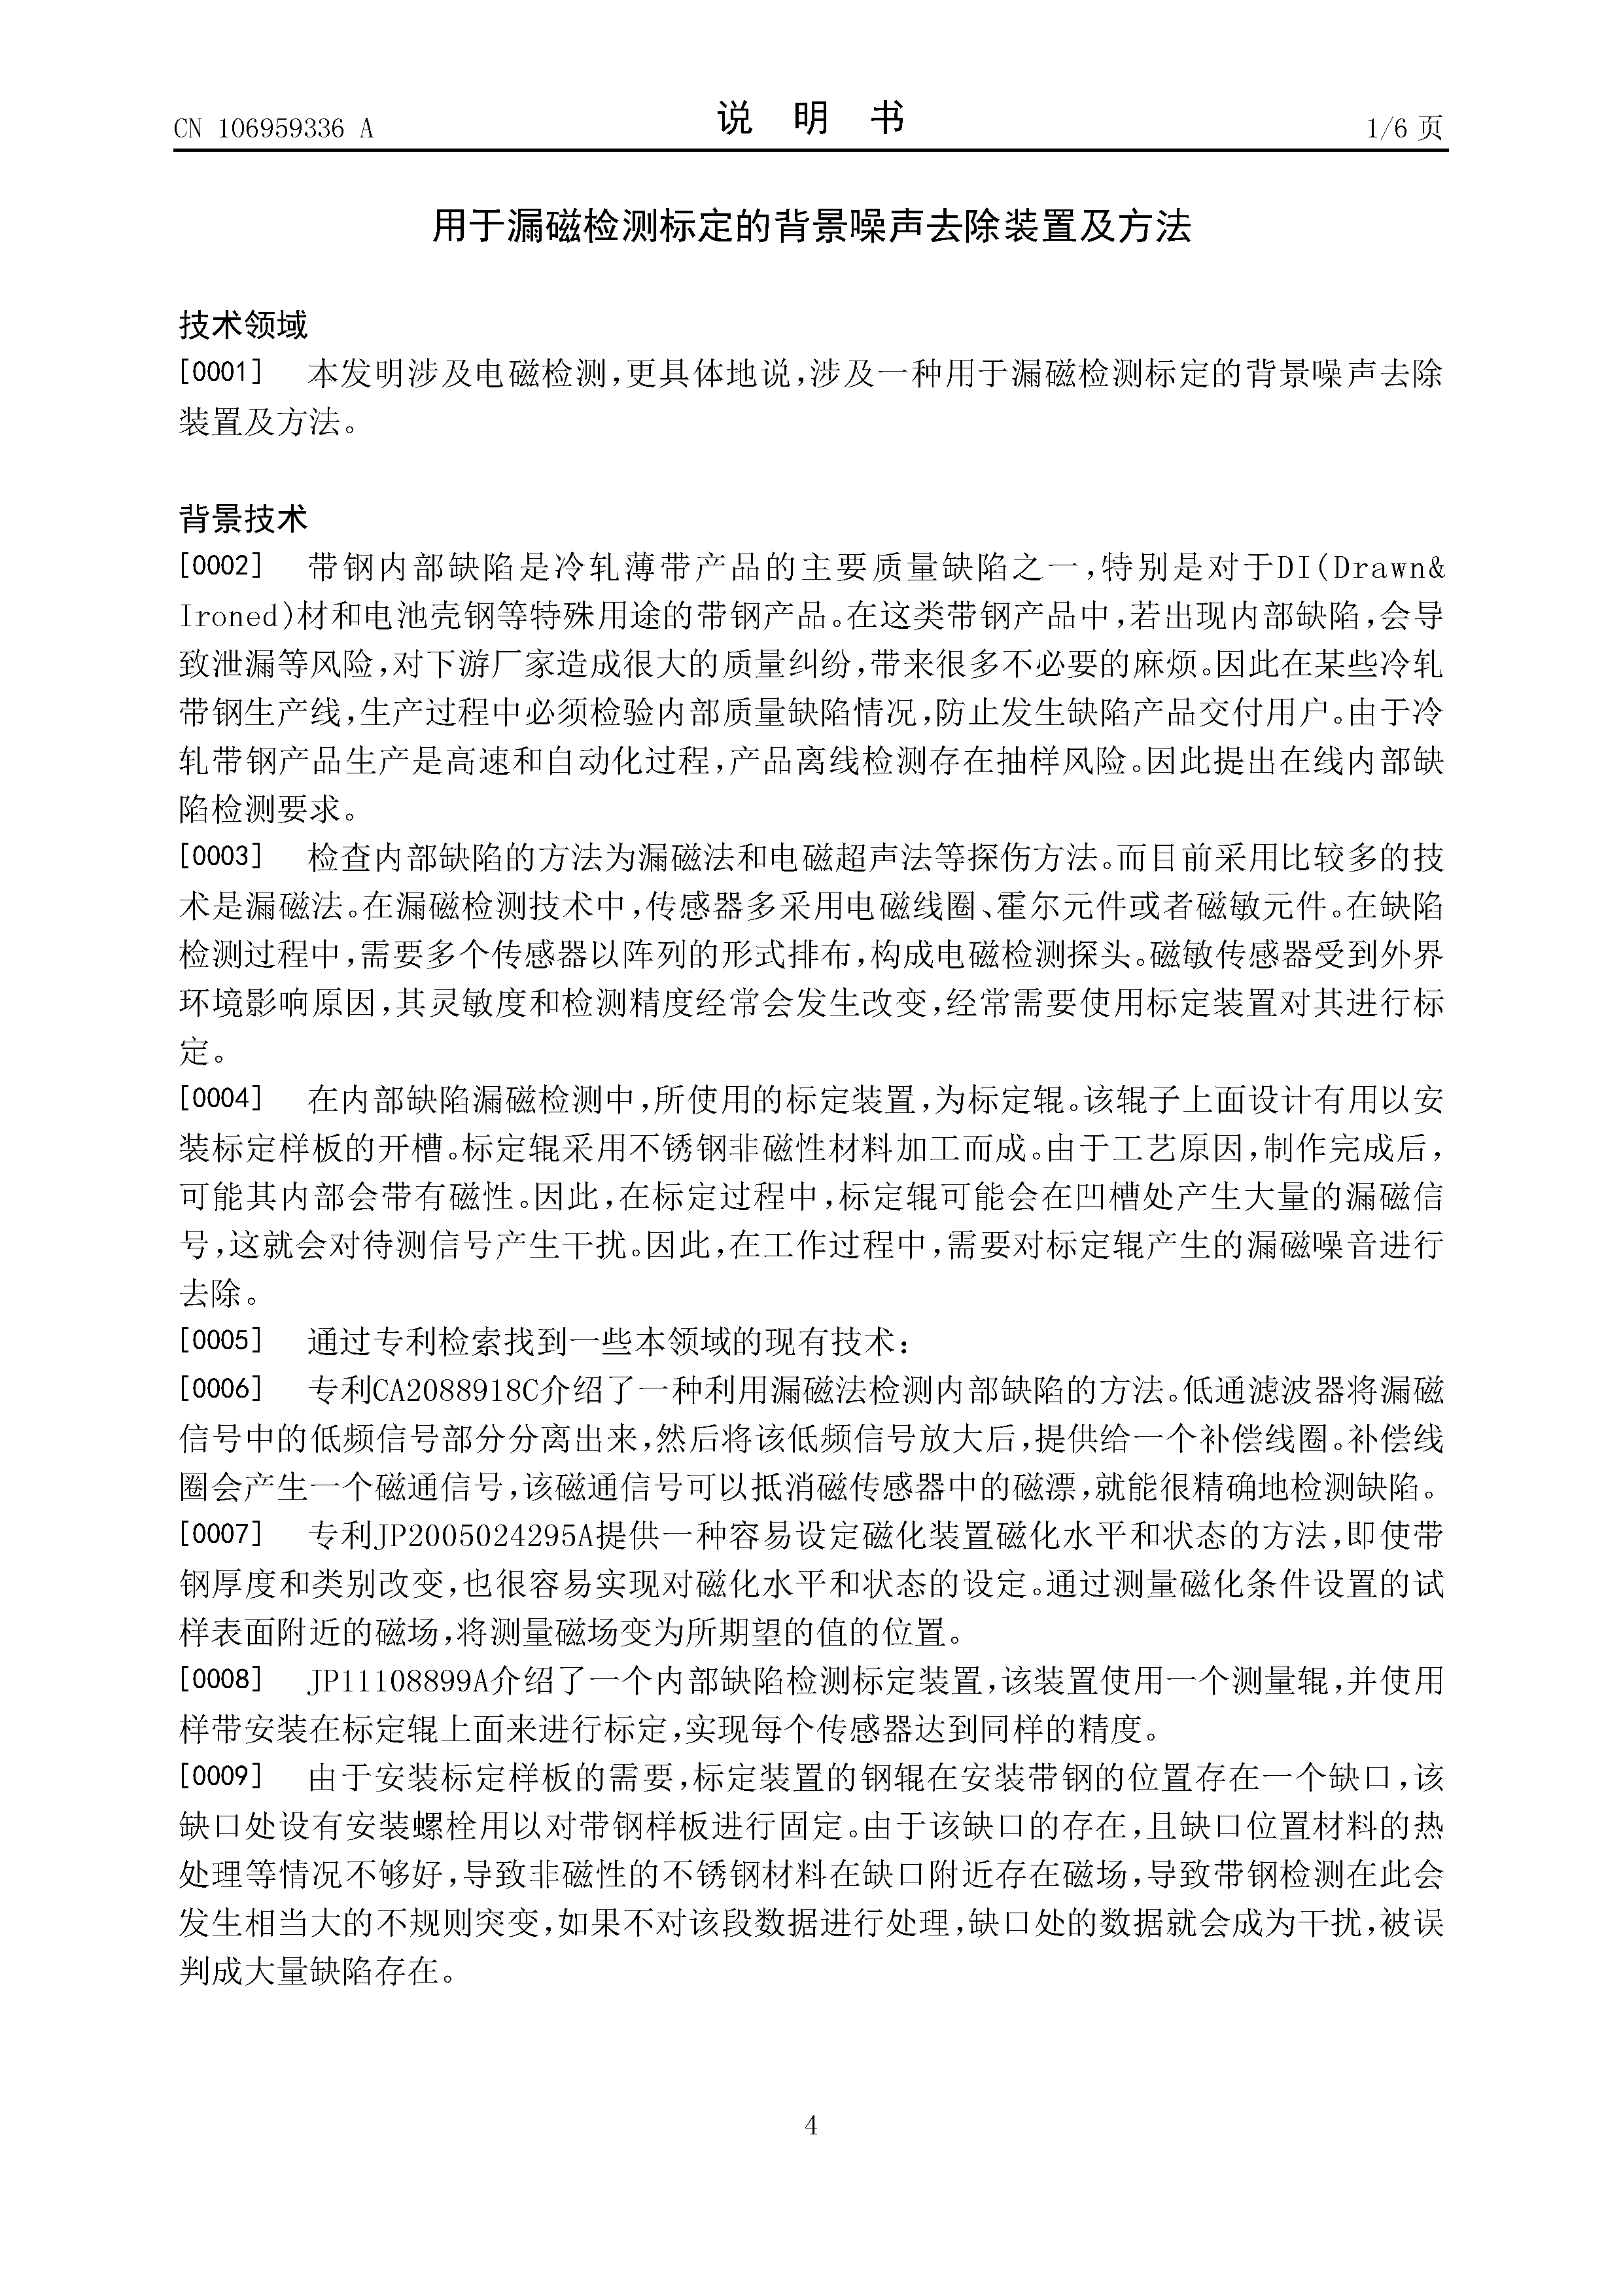 CN 106959336 A
说 明 书
1/6 页
用于漏磁检测标定的背景噪声去除装置及方法
技术领域
[0001] 本发明涉及电磁检测,更具体地说,涉及一种用于漏磁检测标定的背景噪声去除
装置及方法。
背景技术
[0002] 带钢内部缺陷是冷轧薄带产品的主要质量缺陷之一,特别是对于DI(Drawn&
Ironed)材和电池壳钢等特殊用途的带钢产品。在这类带钢产品中,若出现内部缺陷,会导
致泄漏等风险,对下游厂家造成很大的质量纠纷,带来很多不必要的麻烦。因此在某些冷轧
带钢生产线,生产过程中必须检验内部质量缺陷情况,防止发生缺陷产品交付用户。由于冷
轧带钢产品生产是高速和自动化过程,产品离线检测存在抽样风险。因此提出在线内部缺
陷检测要求。
[0003] 检查内部缺陷的方法为漏磁法和电磁超声法等探伤方法。而目前采用比较多的技
术是漏磁法。在漏磁检测技术中,传感器多采用电磁线圈、霍尔元件或者磁敏元件。在缺陷
检测过程中,需要多个传感器以阵列的形式排布,构成电磁检测探头。磁敏传感器受到外界
环境影响原因,其灵敏度和检测精度经常会发生改变,经常需要使用标定装置对其进行标
定。
[0004] 在内部缺陷漏磁检测中,所使用的标定装置,为标定辊。该辊子上面设计有用以安
装标定样板的开槽。标定辊采用不锈钢非磁性材料加工而成。由于工艺原因,制作完成后,
可能其内部会带有磁性。因此,在标定过程中,标定辊可能会在凹槽处产生大量的漏磁信
号,这就会对待测信号产生干扰。因此,在工作过程中,需要对标定辊产生的漏磁噪音进行
去除。
[0005] 通过专利检索找到一些本领域的现有技术：
[0006] 专利CA2088918C介绍了一种利用漏磁法检测内部缺陷的方法。低通滤波器将漏磁
信号中的低频信号部分分离出来,然后将该低频信号放大后,提供给一个补偿线圈。补偿线
圈会产生一个磁通信号,该磁通信号可以抵消磁传感器中的磁漂,就能很精确地检测缺陷。
[0007] 专利JP2005024295A提供一种容易设定磁化装置磁化水平和状态的方法,即使带
钢厚度和类别改变,也很容易实现对磁化水平和状态的设定。通过测量磁化条件设置的试
样表面附近的磁场,将测量磁场变为所期望的值的位置。
[0008] JP11108899A介绍了一个内部缺陷检测标定装置,该装置使用一个测量辊,并使用
样带安装在标定辊上面来进行标定,实现每个传感器达到同样的精度。
[0009] 由于安装标定样板的需要,标定装置的钢辊在安装带钢的位置存在一个缺口,该
缺口处设有安装螺栓用以对带钢样板进行固定。由于该缺口的存在,且缺口位置材料的热
处理等情况不够好,导致非磁性的不锈钢材料在缺口附近存在磁场,导致带钢检测在此会
发生相当大的不规则突变,如果不对该段数据进行处理,缺口处的数据就会成为干扰,被误
判成大量缺陷存在。
4